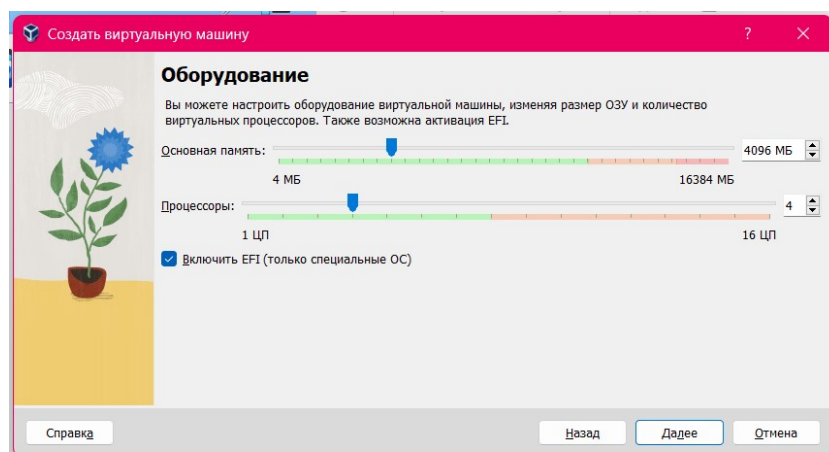 Создать виртуальную машину
?
Оборудование
Вы можете настроить оборудование виртуальной машины, изменяя размер ОЗУ и количество
виртуальных процессоров. Также возможна активация EFI.
Основная память:
4096 МБ
4 МБ
16384 МБ
Процессоры:
4
1 ЦП
16 ЦП
Включить EFI (только специальные ОС)
Справка
Назад
Далее
Отмена